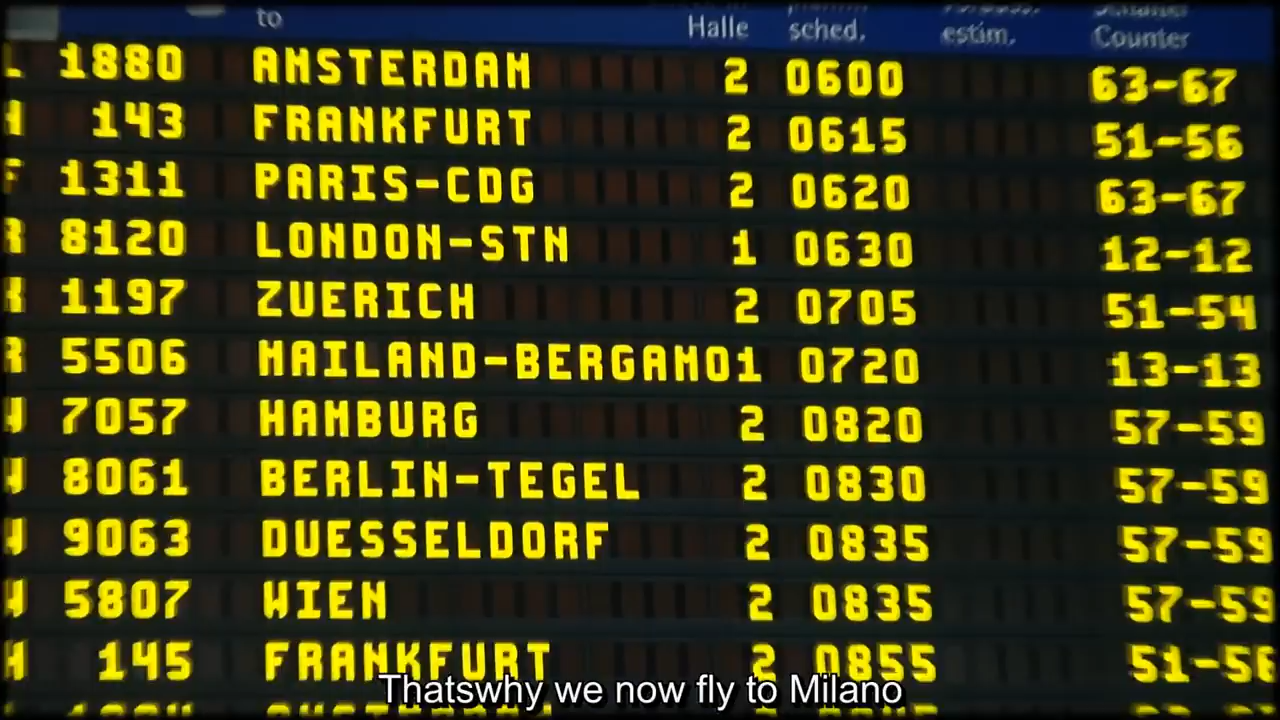 to Halle sched. estim. Counter
1880 AMSTERDAM 2 0600 63-67
143 FRANKFURT 2 0615 51-56
1311 PARIS-CDG 2 0620 63-67
8120 LONDON-STN 1 0630 12-12
1197 ZUERICH 2 0705 51-54
5506 MAILAND-BERGAMO1 0720 13-13
7057 HAMBURG 2 0820 57-59
8061 BERLIN-TEGEL 2 0830 57-59
9063 DUESSELDORF 2 0835 57-59
5807 WIEN 2 0835 57-59
145 FRANKFURT 2 0855 51-56
Thatswhy we now fly to Milano